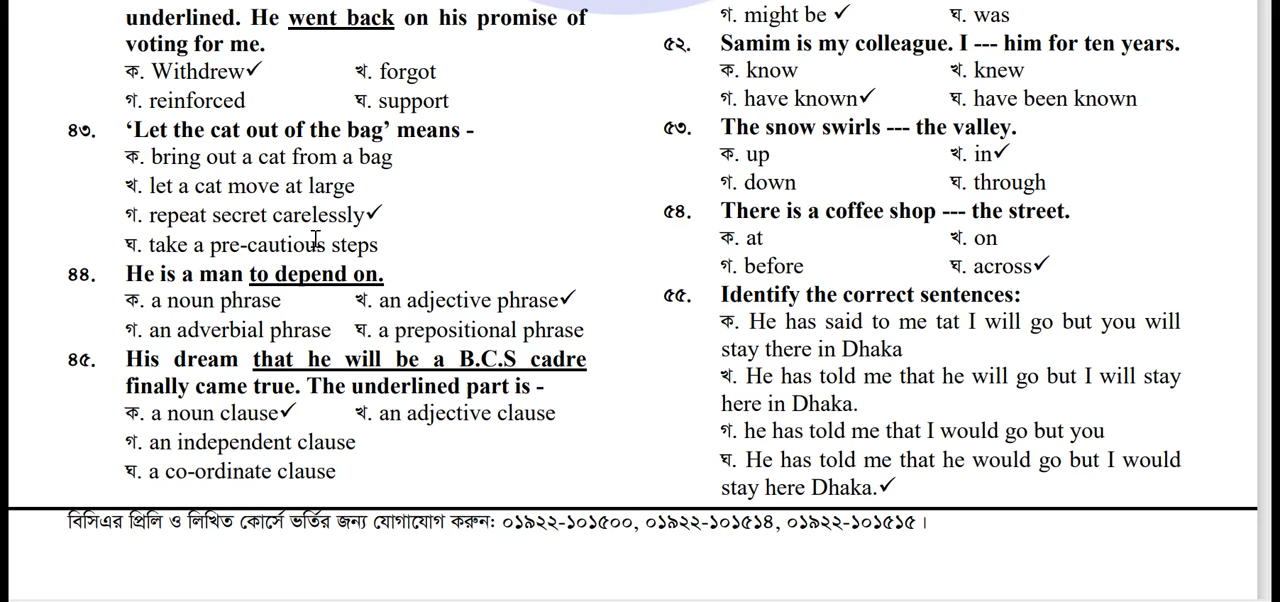 underlined. He went back on his promise of
voting for me.
ক. Withdrew✓ খ. forgot
গ. reinforced ঘ. support
৪৩. ‘Let the cat out of the bag’ means -
ক. bring out a cat from a bag
খ. let a cat move at large
গ. repeat secret carelessly✓
ঘ. take a pre-cautious steps
৪৪. He is a man to depend on.
ক. a noun phrase খ. an adjective phrase✓
গ. an adverbial phrase ঘ. a prepositional phrase
৪৫. His dream that he will be a B.C.S cadre
finally came true. The underlined part is -
ক. a noun clause✓ খ. an adjective clause
গ. an independent clause
ঘ. a co-ordinate clause
গ. might be ✓ ঘ. was
৫২. Samim is my colleague. I --- him for ten years.
ক. know খ. knew
গ. have known✓ ঘ. have been known
৫৩. The snow swirls --- the valley.
ক. up খ. in✓
গ. down ঘ. through
৫৪. There is a coffee shop --- the street.
ক. at খ. on
গ. before ঘ. across✓
৫৫. Identify the correct sentences:
ক. He has said to me tat I will go but you will
stay there in Dhaka
খ. He has told me that he will go but I will stay
here in Dhaka.
গ. he has told me that I would go but you
ঘ. He has told me that he would go but I would
stay here Dhaka.✓
বিসিএর প্রিলি ও লিখিত কোর্সে ভর্তির জন্য যোগাযোগ করুন: ০১৯২২-১০১৫০০, ০১৯২২-১০১৫১৪, ০১৯২২-১০১৫১৫।